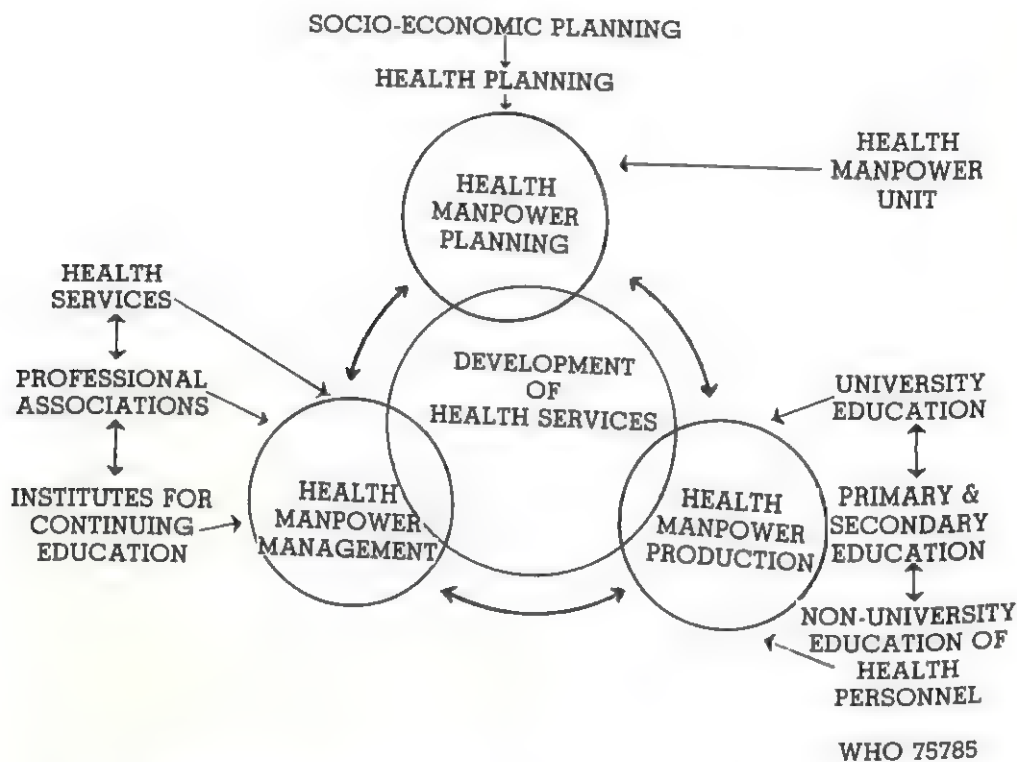 SOCIO-ECONOMIC PLANNING
HEALTH PLANNING
HEALTH
MANPOWER
PLANNING
HEALTH
MANPOWER
UNIT
HEALTH
SERVICES
PROFESSIONAL
ASSOCIATIONS
INSTITUTES FOR
CONTINUING
EDUCATION
DEVELOPMENT
OF
HEALTH SERVICES
HEALTH
MANPOWER
MANAGEMENT
HEALTH
MANPOWER
PRODUCTION
UNIVERSITY
EDUCATION
PRIMARY &
SECONDARY
EDUCATION
NON-UNIVERSITY
EDUCATION OF
HEALTH
PERSONNEL
WHO 75785